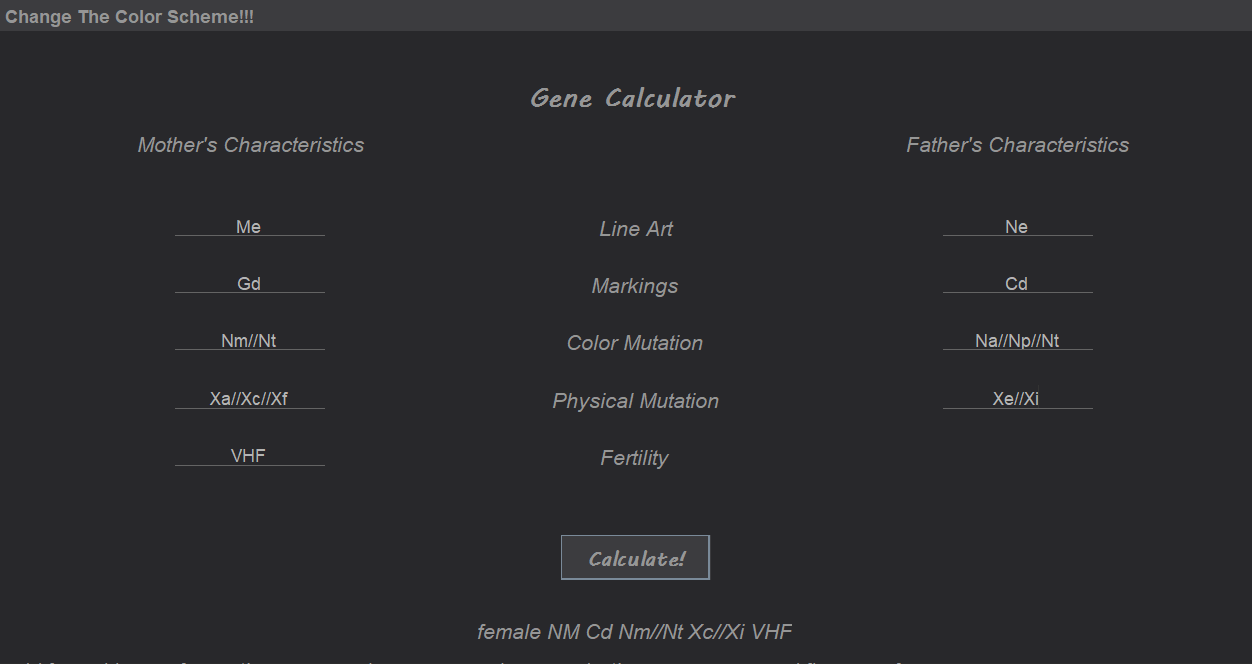 Change The Color Scheme!!!
Gene Calculator
Mother's Characteristics
Father's Characteristics
Me
Line Art
Ne
Gd
Markings
Cd
Nm//Nt
Color Mutation
Na//Np//Nt
Xa//Xc//Xf
Physical Mutation
Xe//Xi
VHF
Fertility
Calculate!
female NM Cd Nm//Nt Xc//Xi VHF